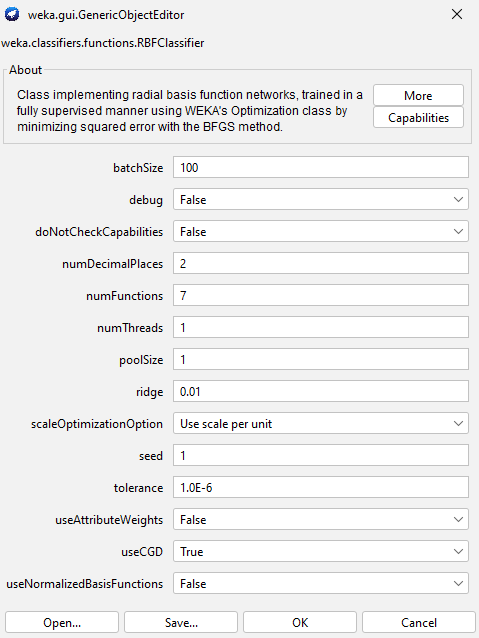 weka.gui.GenericObjectEditor
weka.classifiers.functions.RBFClassifier
About
Class implementing radial basis function networks, trained in a
fully supervised manner using WEKA's Optimization class by
minimizing squared error with the BFGS method.
More
Capabilities
batchSize 100
debug False
doNotCheckCapabilities False
numDecimalPlaces 2
numFunctions 7
numThreads 1
poolSize 1
ridge 0.01
scaleOptimizationOption Use scale per unit
seed 1
tolerance 1.0E-6
useAttributeWeights False
useCGD True
useNormalizedBasisFunctions False
Open... Save... OK Cancel